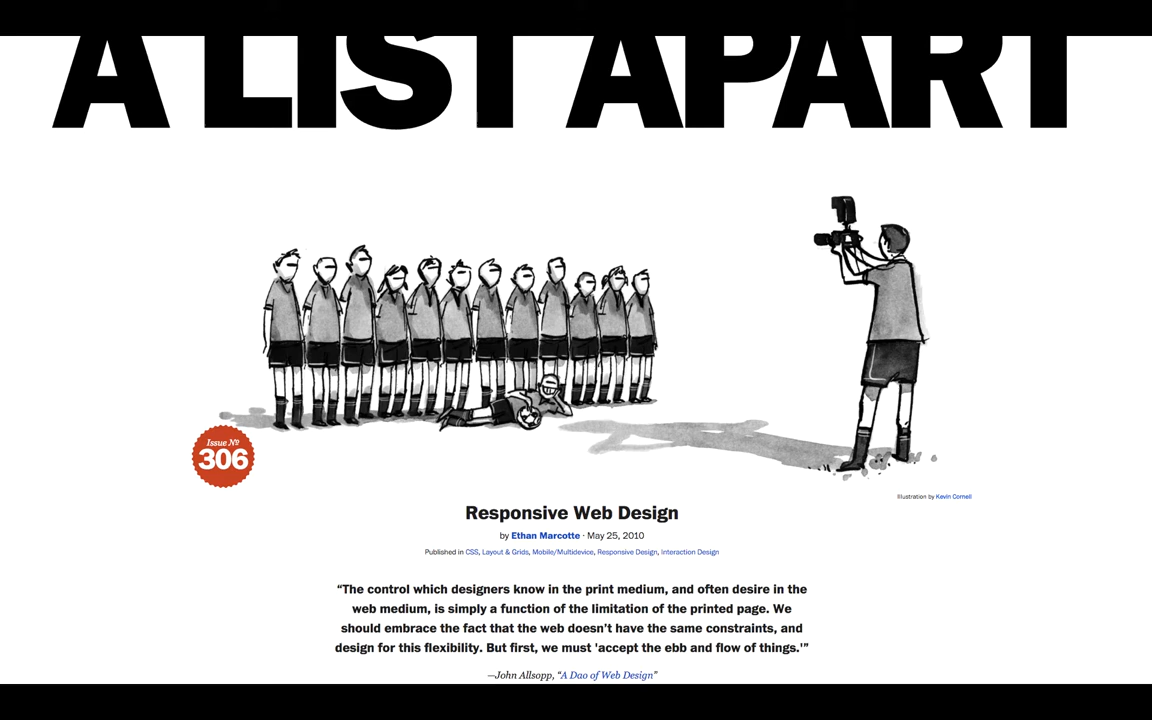 A LIST APART
Issue №
306
Illustration by Kevin Cornell
Responsive Web Design
by Ethan Marcotte · May 25, 2010
Published in CSS, Layout & Grids, Mobile/Multidevice, Responsive Design, Interaction Design
“The control which designers know in the print medium, and often desire in the
web medium, is simply a function of the limitation of the printed page. We
should embrace the fact that the web doesn’t have the same constraints, and
design for this flexibility. But first, we must 'accept the ebb and flow of things.'”
—John Allsopp, “A Dao of Web Design”